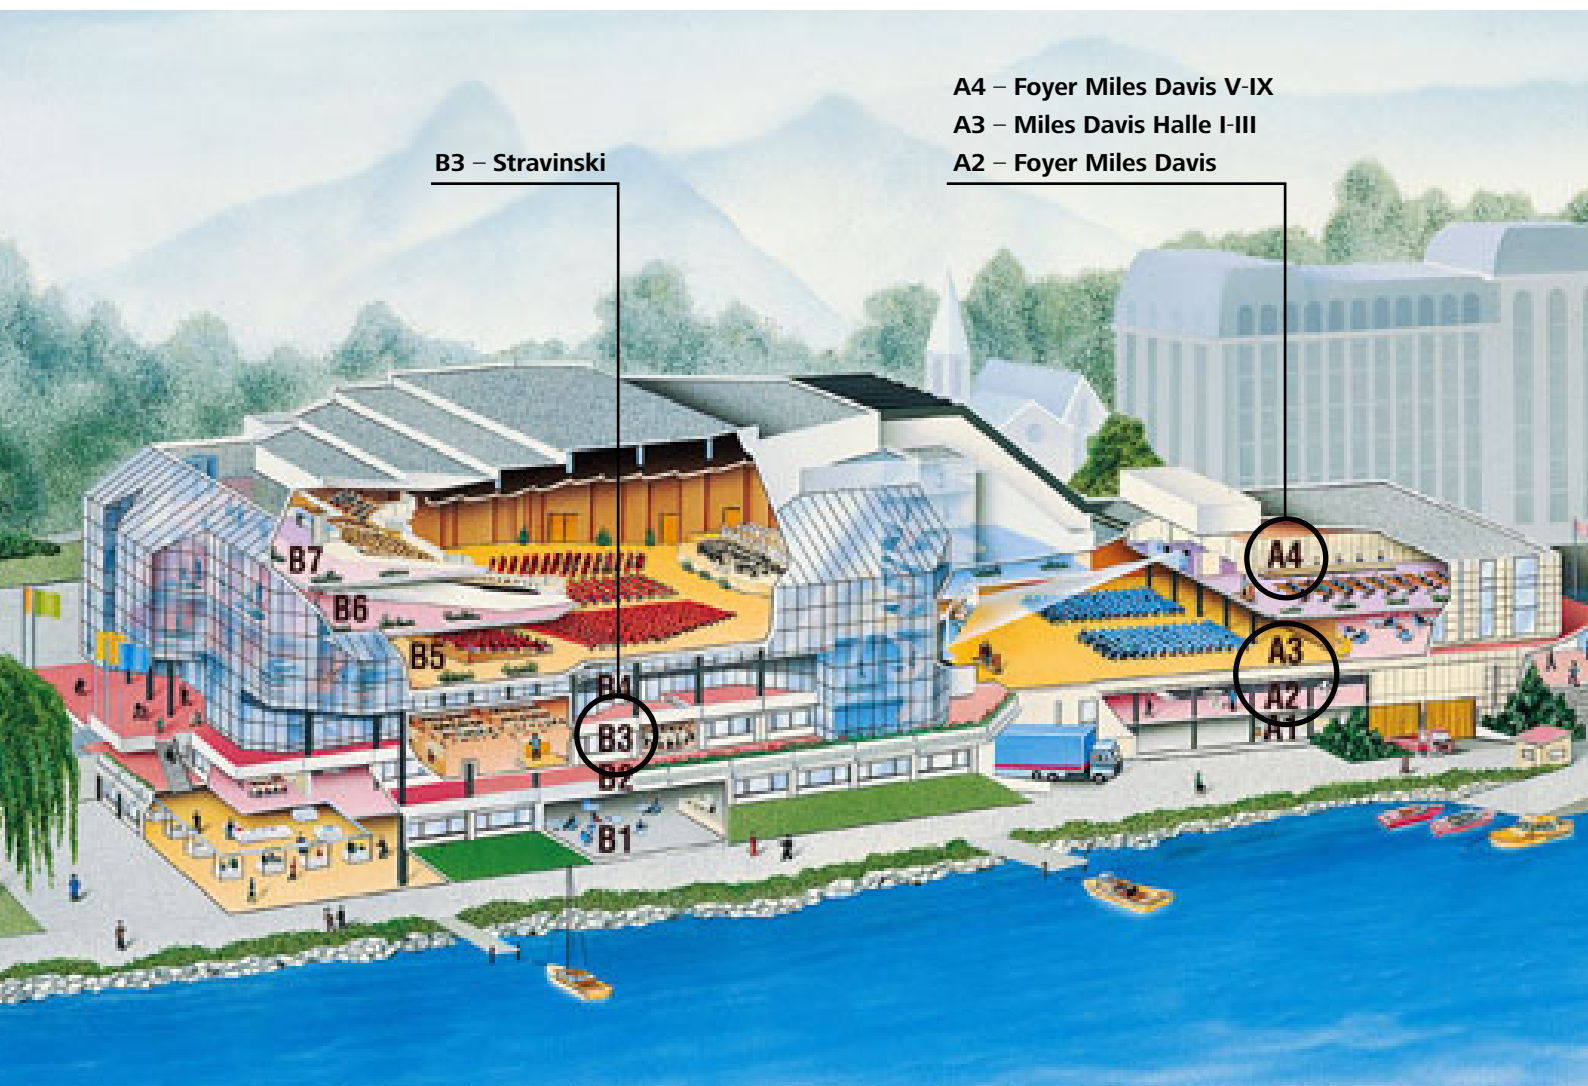 A4 – Foyer Miles Davis V-IX
A3 – Miles Davis Halle I-III
A2 – Foyer Miles Davis
B3 – Stravinski
B7
B6
B5
B4
B3
B2
B1
A4
A3
A2
A1